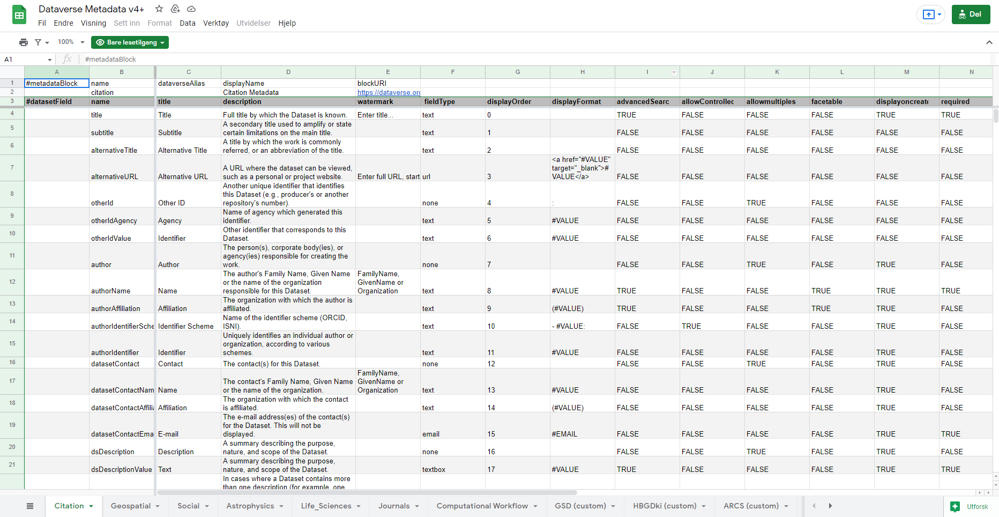 Dataverse Metadata v4+
Fil Endre Visning Sett inn Format Data Verktøy Utvidelser Hjelp
Del
100% Bare lesetilgang
A1 fx #metadataBlock
A B C D E F G H I J K L M N
1 #metadataBlock name dataverseAlias displayName blockURI
2 citation Citation Metadata https://dataverse.org
3 #datasetField name title description watermark fieldType displayOrder displayFormat advancedSearc allowControllec allowmultiples facetable displayoncreate required
4 title Title Full title by which the Dataset is known. Enter title... text 0 TRUE FALSE FALSE FALSE TRUE TRUE
5 A secondary title used to amplify or state
subtitle Subtitle certain limitations on the main title. text 1 FALSE FALSE FALSE FALSE FALSE FALSE
6 A title by which the work is commonly
alternativeTitle Alternative Title referred, or an abbreviation of the title. text 2 FALSE FALSE FALSE FALSE FALSE FALSE
<a href="#VALUE"
7 A URL where the dataset can be viewed, target="_blank">#
alternativeURL Alternative URL such as a personal or project website. Enter full URL, start url 3 VALUE</a> FALSE FALSE FALSE FALSE FALSE FALSE
Another unique identifier that identifies
8 this Dataset (e.g., producer's or another
otherId Other ID repository's number). none 4 : FALSE FALSE TRUE FALSE FALSE FALSE
9 Name of agency which generated this
otherIdAgency Agency identifier. text 5 #VALUE FALSE FALSE FALSE FALSE FALSE FALSE
10 Other identifier that corresponds to this
otherIdValue Identifier Dataset. text 6 #VALUE FALSE FALSE FALSE FALSE FALSE FALSE
The person(s), corporate body(ies), or
11 agency(ies) responsible for creating the
author Author work. none 7 FALSE FALSE TRUE FALSE TRUE FALSE
The author's Family Name, Given Name FamilyName,
12 or the name of the organization GivenName or
authorName Name responsible for this Dataset. Organization text 8 #VALUE TRUE FALSE FALSE TRUE TRUE TRUE
13 The organization with which the author is
authorAffiliation Affiliation affiliated. text 9 (#VALUE) TRUE FALSE FALSE TRUE TRUE FALSE
14 Name of the identifier scheme (ORCID,
authorIdentifierSche Identifier Scheme ISNI). text 10 - #VALUE: FALSE TRUE FALSE FALSE TRUE FALSE
Uniquely identifies an individual author or
15 organization, according to various
authorIdentifier Identifier schemes. text 11 #VALUE FALSE FALSE FALSE FALSE TRUE FALSE
16 datasetContact Contact The contact(s) for this Dataset. none 12 FALSE FALSE TRUE FALSE TRUE FALSE
FamilyName,
17 The contact's Family Name, Given Name GivenName or
datasetContactNam Name or the name of the organization. Organization text 13 #VALUE FALSE FALSE FALSE FALSE TRUE FALSE
18 The organization with which the contact
datasetContactAffilia Affiliation is affiliated. text 14 (#VALUE) FALSE FALSE FALSE FALSE TRUE FALSE
The e-mail address(es) of the contact(s)
19 for the Dataset. This will not be
datasetContactEma E-mail displayed. email 15 #EMAIL FALSE FALSE FALSE FALSE TRUE TRUE
20 A summary describing the purpose,
dsDescription Description nature, and scope of the Dataset. none 16 FALSE FALSE TRUE FALSE TRUE FALSE
21 A summary describing the purpose,
dsDescriptionValue Text nature, and scope of the Dataset. textbox 17 #VALUE TRUE FALSE FALSE FALSE TRUE TRUE
In cases where a Dataset contains more
than one description (for example, one
Citation Geospatial Social Astrophysics Life_Sciences Journals Computational Workflow GSD (custom) HBGDki (custom) ARCS (custom) Utforsk